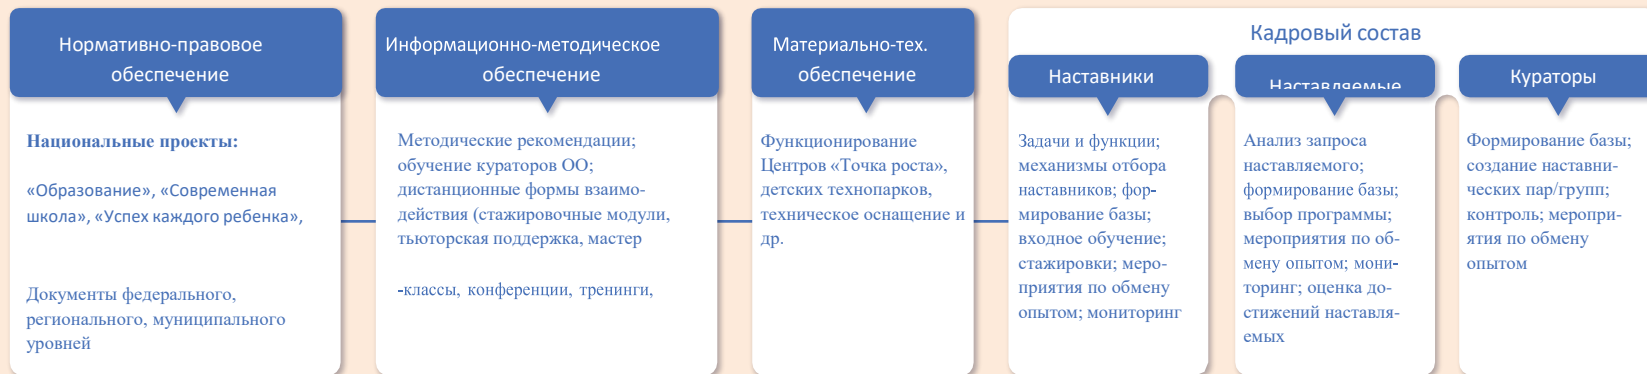 Нормативно-правовое
обеспечение
Национальные проекты:
«Образование», «Современная
школа», «Успех каждого ребенка»,
Документы федерального,
регионального, муниципального
уровней
Информационно-методическое
обеспечение
Методические рекомендации;
обучение кураторов ОО;
дистанционные формы взаимо-
действия (стажировочные модули,
тьюторская поддержка, мастер
-классы, конференции, тренинги,
Материально-тех.
обеспечение
Функционирование
Центров «Точка роста»,
детских технопарков,
техническое оснащение и
др.
Кадровый состав
Наставники
Задачи и функции;
механизмы отбора
наставников; фор-
мирование базы;
входное обучение;
стажировки; меро-
приятия по обмену
опытом; мониторинг
Наставляемые
Анализ запроса
наставляемого;
формирование базы;
выбор программы;
мероприятия по об-
мену опытом; мони-
торинг; оценка до-
стижений наставля-
емых
Кураторы
Формирование базы;
создание наставни-
ческих пар/групп;
контроль; меропри-
ятия по обмену
опытом